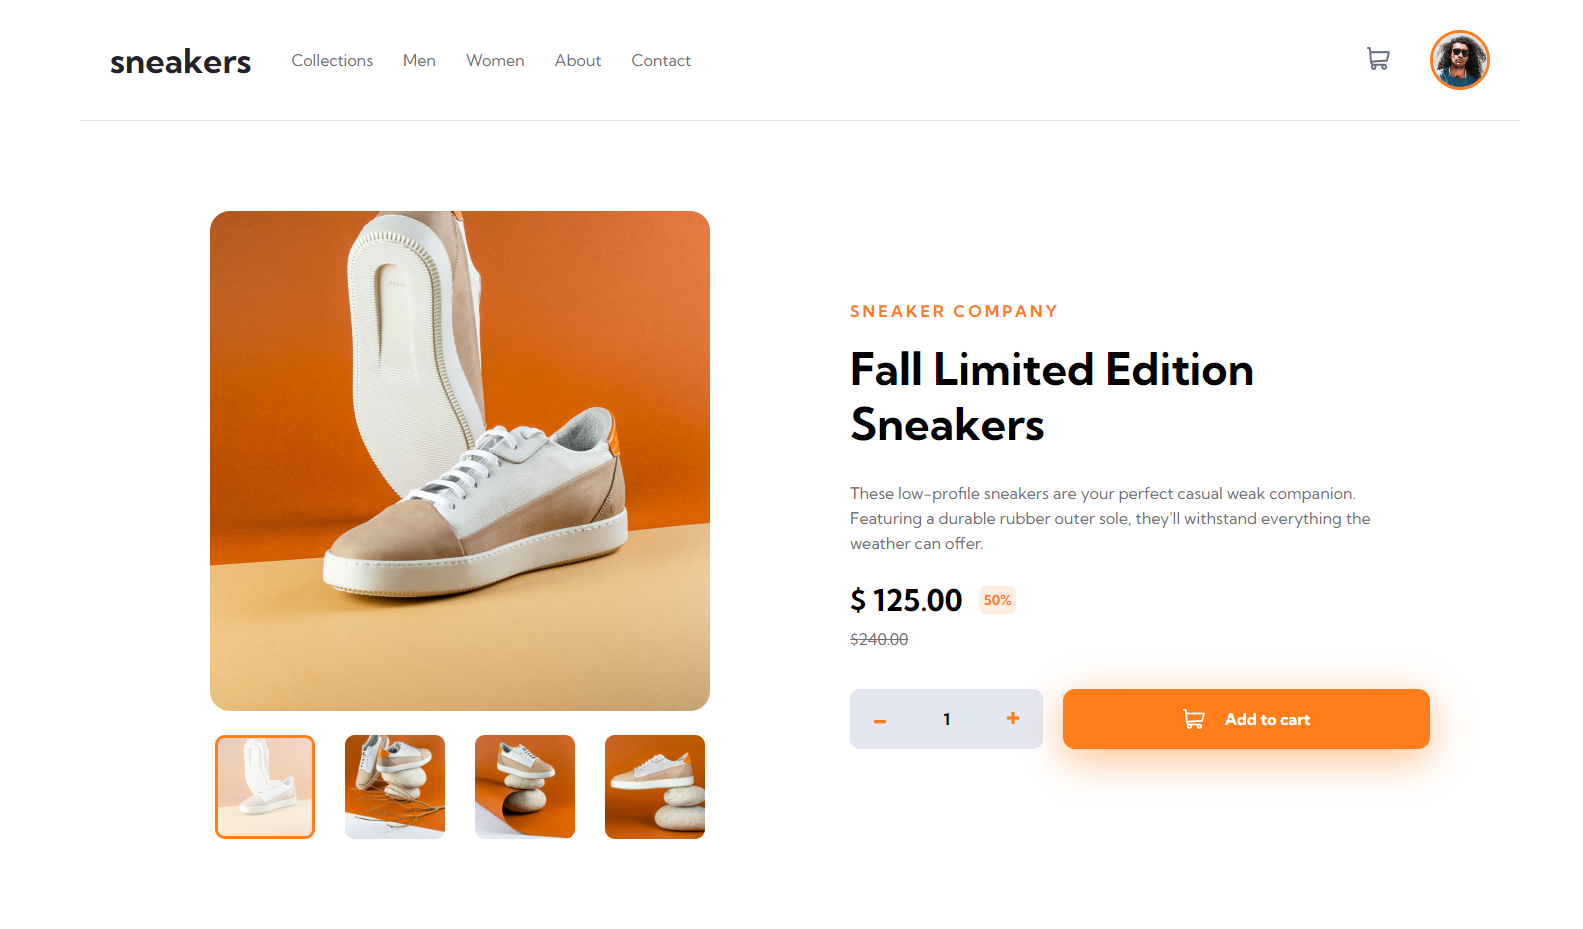 sneakers
Collections Men Women About Contact
SNEAKER COMPANY
Fall Limited Edition
Sneakers
These low-profile sneakers are your perfect casual weak companion.
Featuring a durable rubber outer sole, they'll withstand everything the
weather can offer.
$ 125.00 50%
$240.00
– 1 +
Add to cart